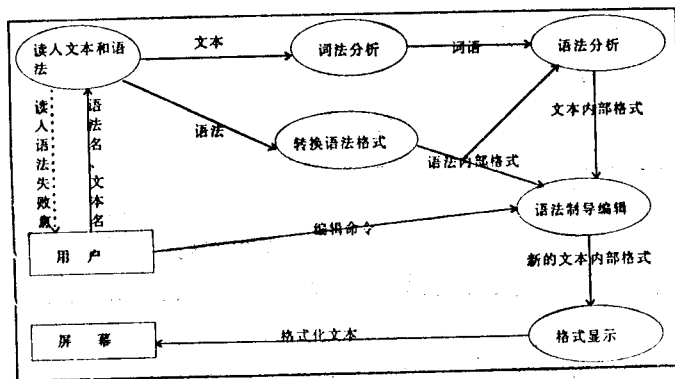 读人文本和语
法
文本
词法分析
词语
语法分析
读人语法失败
语法名、文本名
语法
转换语法格式
语法内部格式
文本内部格式
语法制导编辑
用 户
编辑命令
新的文本内部格式
屏 幕
格式化文本
格式显示